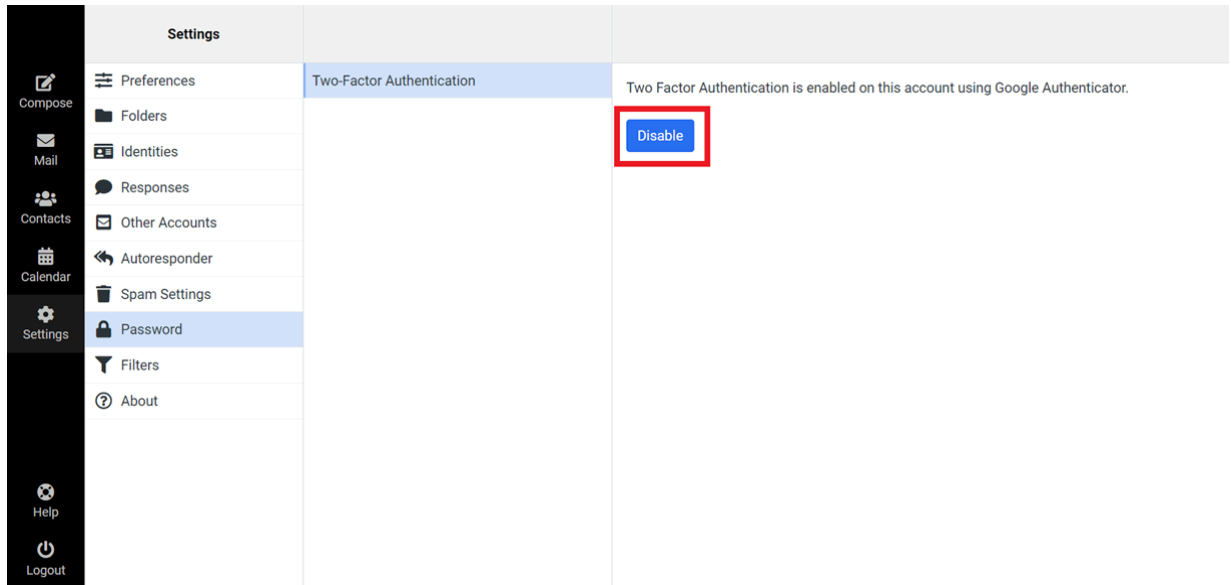 Compose
Mail
Contacts
Calendar
Settings
Help
Logout
Settings
Preferences
Folders
Identities
Responses
Other Accounts
Autoresponder
Spam Settings
Password
Filters
About
Two-Factor Authentication
Two Factor Authentication is enabled on this account using Google Authenticator.
Disable